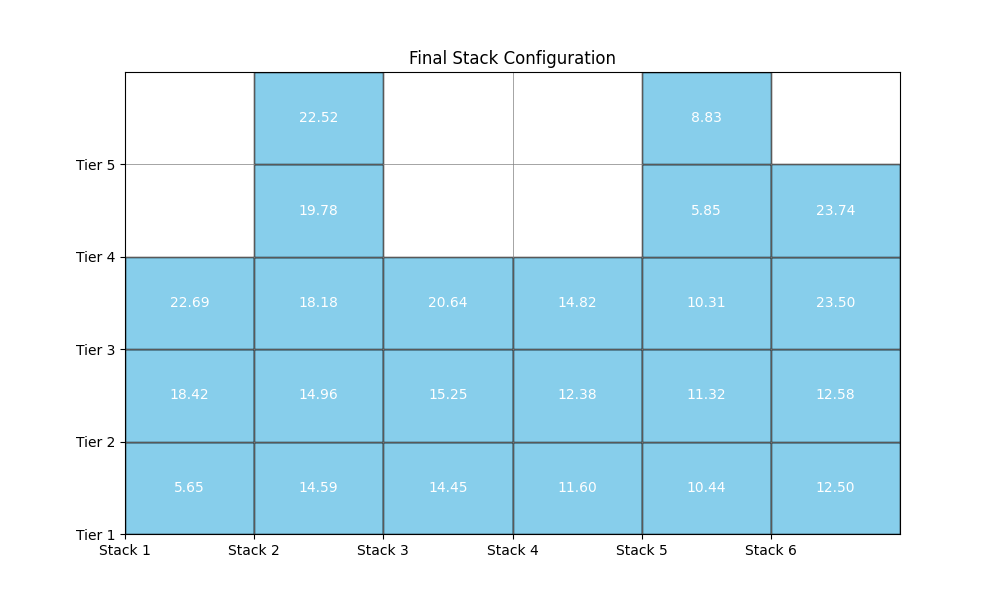 Final Stack Configuration
22.52 8.83
Tier 5
19.78 5.85 23.74
Tier 4
22.69 18.18 20.64 14.82 10.31 23.50
Tier 3
18.42 14.96 15.25 12.38 11.32 12.58
Tier 2
5.65 14.59 14.45 11.60 10.44 12.50
Tier 1
Stack 1 Stack 2 Stack 3 Stack 4 Stack 5 Stack 6